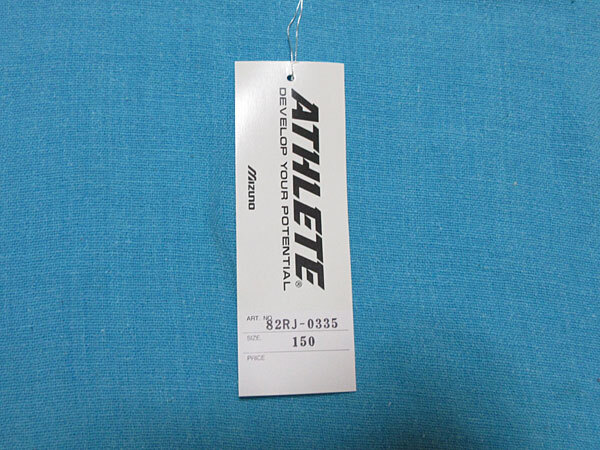 ATHLETE®
DEVELOP YOUR POTENTIAL
MIZUNO
ART. NO. 82RJ-0335
SIZE. 150
PRICE